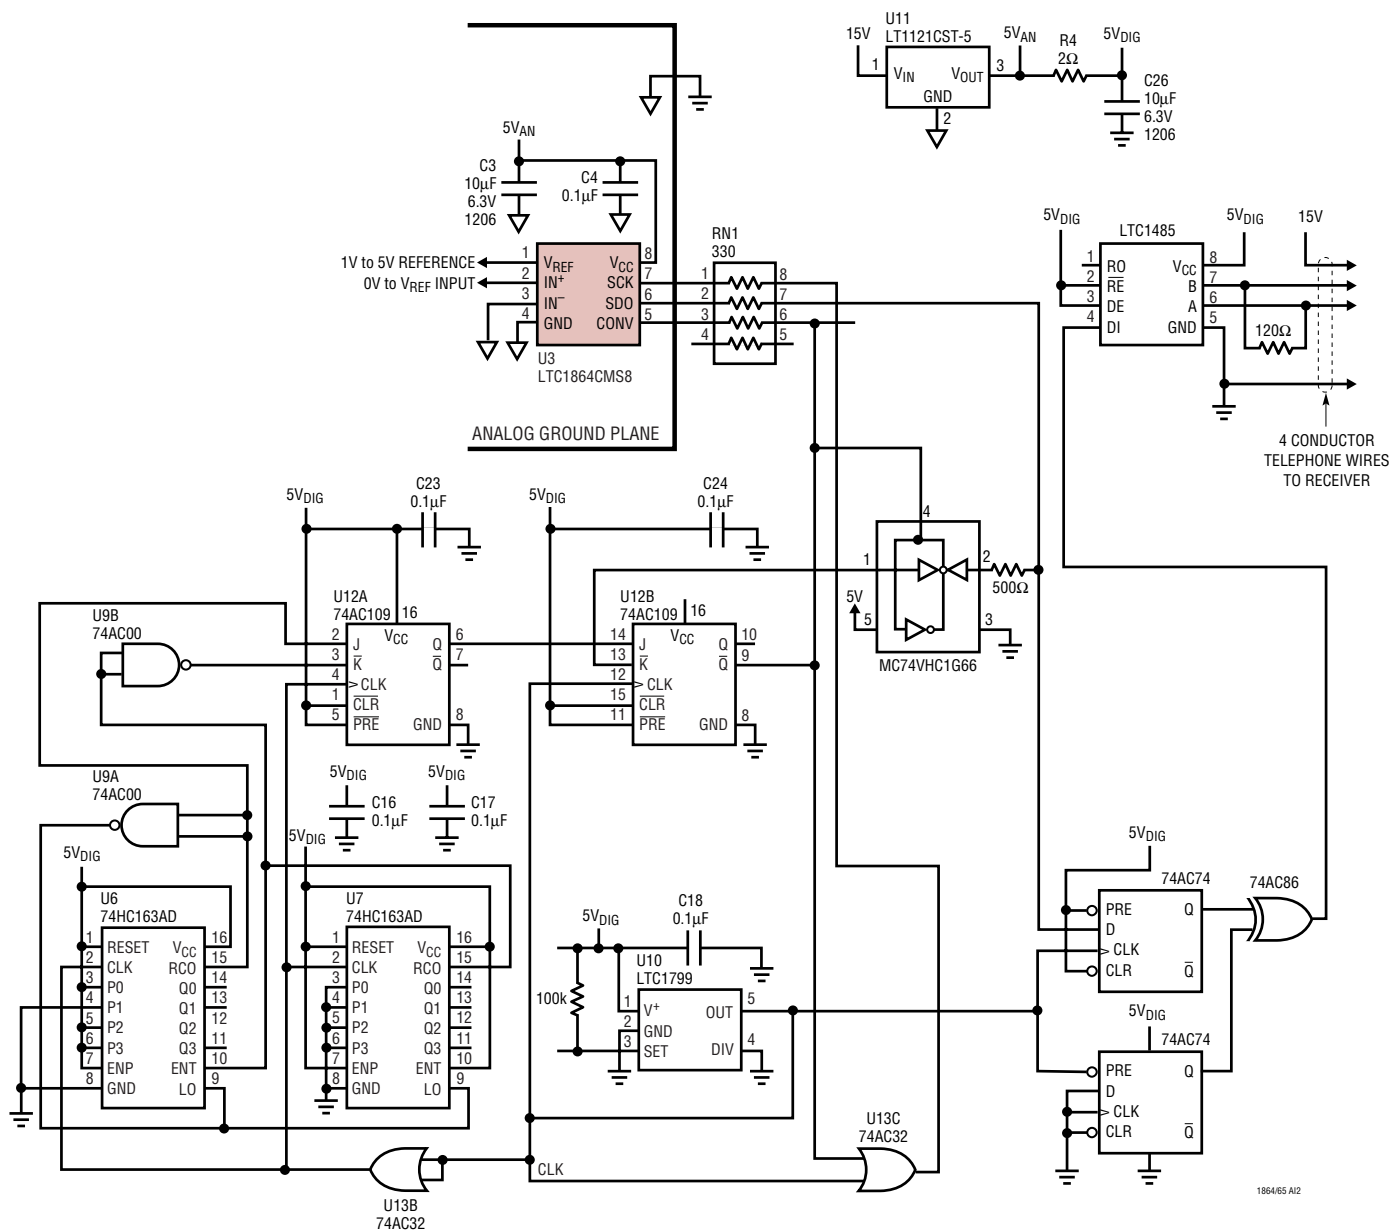 U11
LT1121CST-5
15V
1
VIN
VOUT
3
GND
2
5VAN
R4
2Ω
5VDIG
C26
10µF
6.3V
1206
5VAN
C3
10µF
6.3V
1206
C4
0.1µF
1V to 5V REFERENCE
0V to VREF INPUT
1
2
3
4
VREF
IN+
IN–
GND
VCC
SCK
SDO
CONV
8
7
6
5
U3
LTC1864CMS8
RN1
330
1
2
3
4
8
7
6
5
ANALOG GROUND PLANE
5VDIG
LTC1485
5VDIG
15V
1
2
3
4
RO
R̅E̅
DE
DI
VCC
B
A
GND
8
7
6
5
120Ω
4 CONDUCTOR
TELEPHONE WIRES
TO RECEIVER
5VDIG
C23
0.1µF
5VDIG
C24
0.1µF
4
1
2
500Ω
5V
5
3
MC74VHC1G66
U9B
74AC00
U12A
74AC109
16
VCC
2
3
4
1
5
J
K̅
CLK
C̅L̅R̅
P̅R̅E̅
Q
Q̅
GND
6
7
8
U12B
74AC109
16
VCC
14
13
12
15
11
J
K̅
CLK
C̅L̅R̅
P̅R̅E̅
Q
Q̅
GND
10
9
8
U9A
74AC00
5VDIG
C16
0.1µF
5VDIG
C17
0.1µF
5VDIG
U6
74HC163AD
1
2
3
4
5
6
7
8
RESET
CLK
P0
P1
P2
P3
ENP
GND
VCC
RCO
Q0
Q1
Q2
Q3
ENT
LO
16
15
14
13
12
11
10
9
5VDIG
U7
74HC163AD
1
2
3
4
5
6
7
8
RESET
CLK
P0
P1
P2
P3
ENP
GND
VCC
RCO
Q0
Q1
Q2
Q3
ENT
LO
16
15
14
13
12
11
10
9
5VDIG
C18
0.1µF
U10
LTC1799
100k
1
2
3
V+
GND
SET
OUT
DIV
5
4
5VDIG
74AC74
PRE
D
CLK
CLR
Q
Q̅
74AC86
5VDIG
74AC74
PRE
D
CLK
CLR
Q
Q̅
U13C
74AC32
CLK
U13B
74AC32
1864/65 AI2